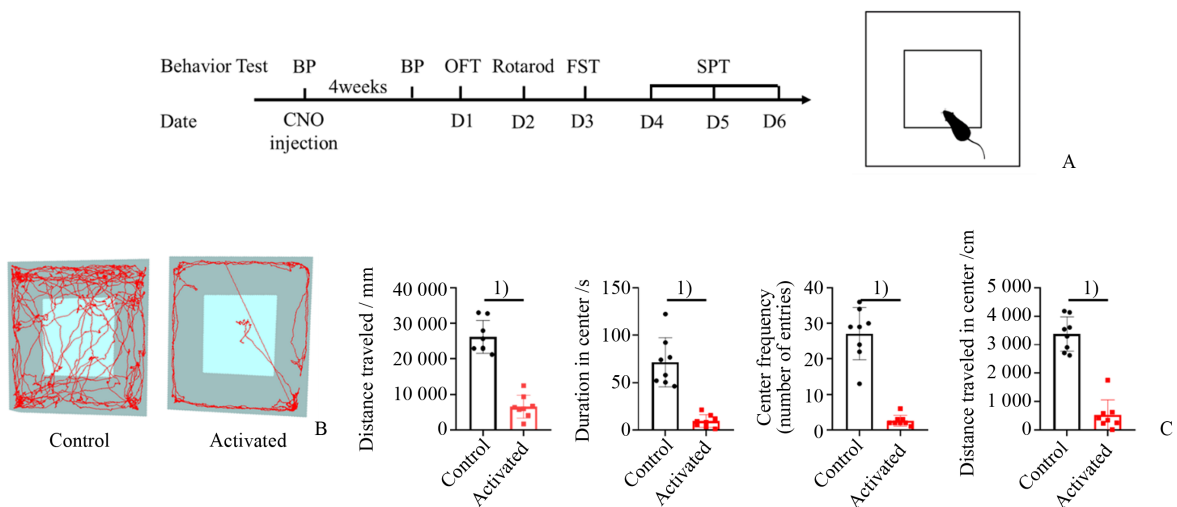 Behavior Test BP BP OFT Rotarod FST SPT
4weeks
Date CNO injection D1 D2 D3 D4 D5 D6
A
Control
Activated
B
Distance traveled / mm
40 000
30 000
20 000
10 000
0
1)
Control
Activated
Duration in center /s
150
100
50
0
1)
Control
Activated
Center frequency
(number of entries)
40
30
20
10
0
1)
Control
Activated
Distance traveled in center /cm
5 000
4 000
3 000
2 000
1 000
0
1)
Control
Activated
C